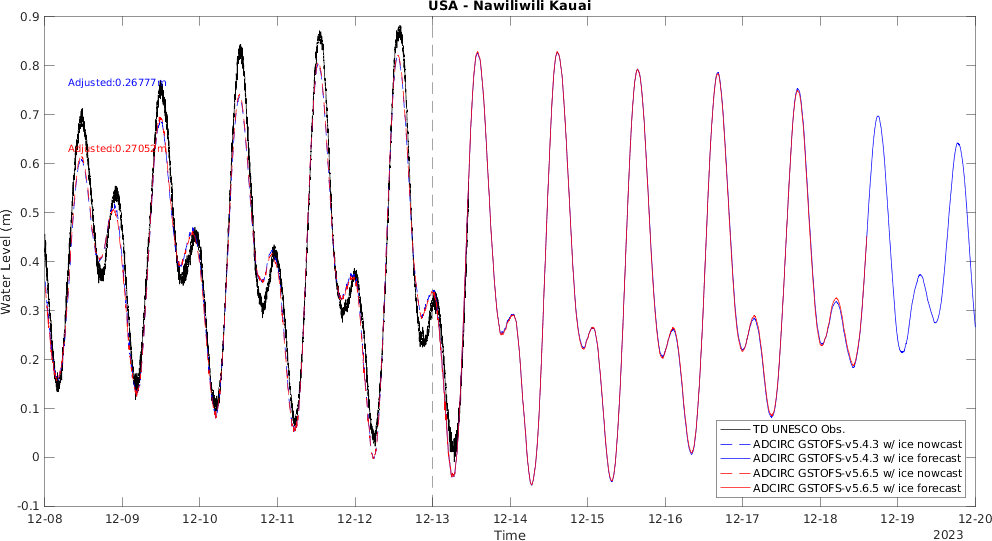 USA - Nawiliwili Kauai
0.9
0.8
0.7
0.6
0.5
0.4
0.3
0.2
0.1
0
-0.1
Water Level (m)
Adjusted:0.26777m
Adjusted:0.27052m
TD UNESCO Obs.
ADCIRC GSTOFS-v5.4.3 w/ ice nowcast
ADCIRC GSTOFS-v5.4.3 w/ ice forecast
ADCIRC GSTOFS-v5.6.5 w/ ice nowcast
ADCIRC GSTOFS-v5.6.5 w/ ice forecast
12-08 12-09 12-10 12-11 12-12 12-13 12-14 12-15 12-16 12-17 12-18 12-19 12-20
Time
2023